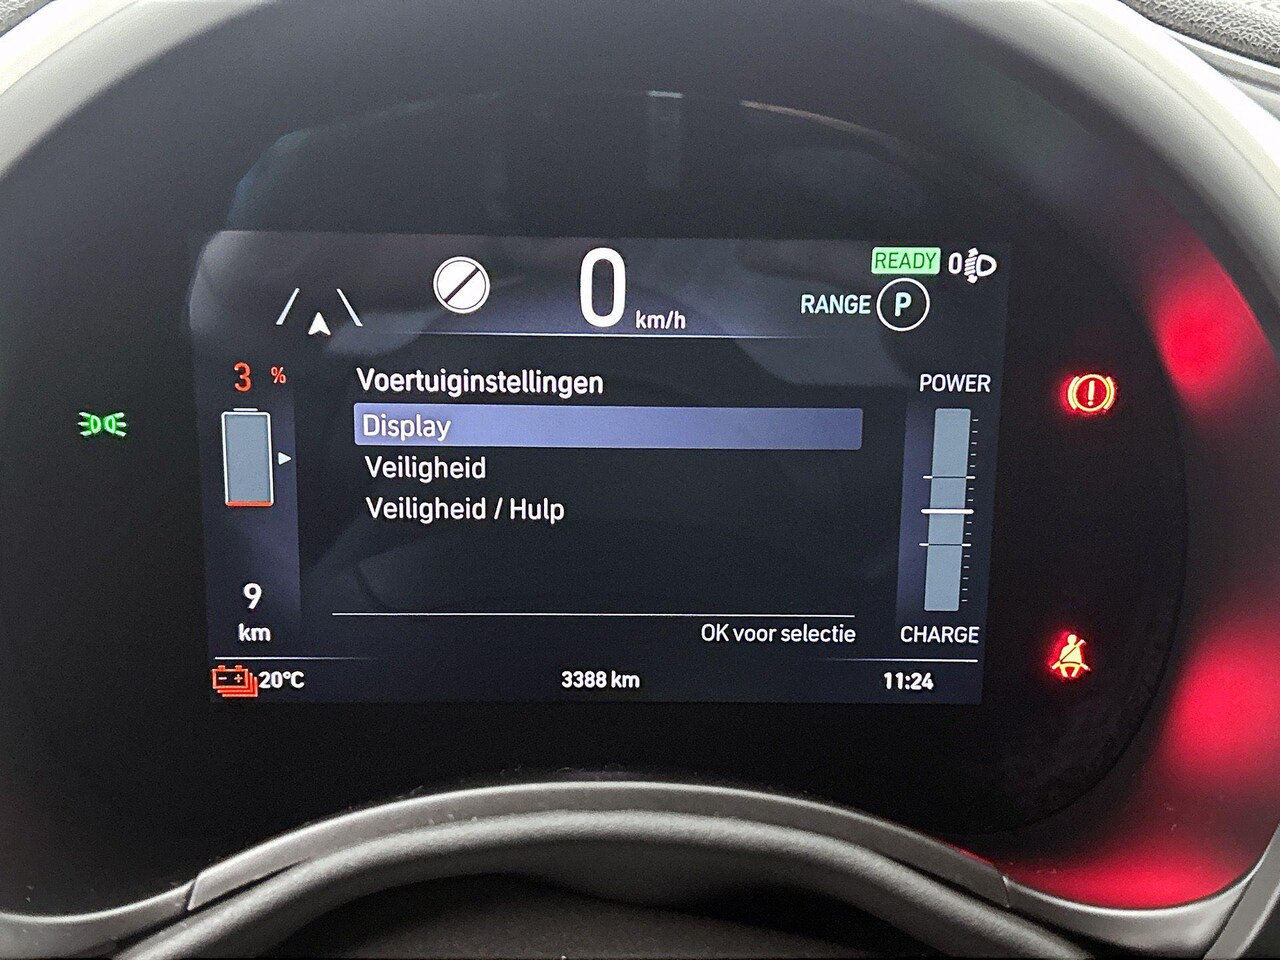 0 km/h
READY 0
RANGE P
3 %
Voertuiginstellingen
POWER
Display
Veiligheid
Veiligheid / Hulp
9
km
OK voor selectie
CHARGE
20°C
3388 km
11:24